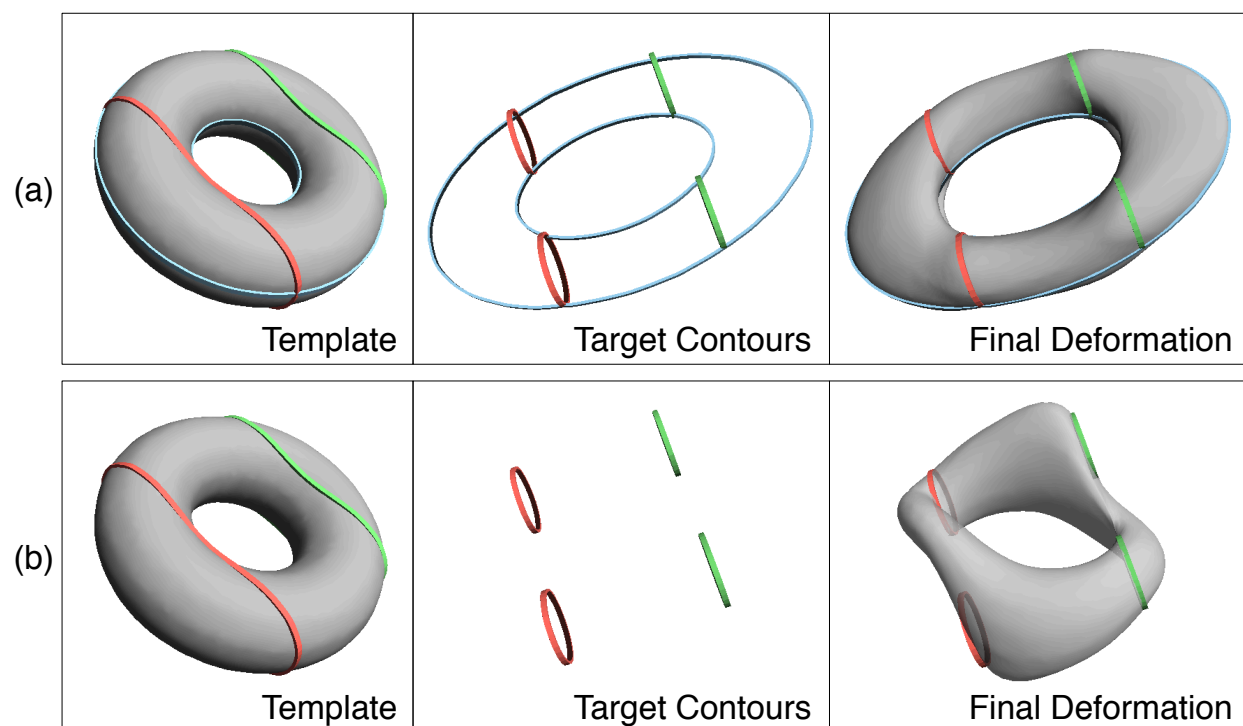 (a)
Template
Target Contours
Final Deformation
(b)
Template
Target Contours
Final Deformation